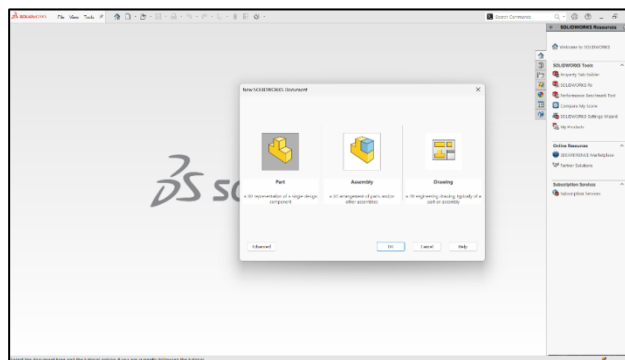 SOLIDWORKS File View Tools
Search Commands
SOLIDWORKS Resources
Welcome to SOLIDWORKS
SOLIDWORKS Tools
Property Tab Builder
SOLIDWORKS Rx
Performance Benchmark Test
Compare My Score
SOLIDWORKS Settings Wizard
My Products
Online Resources
3DEXPERIENCE Marketplace
Partner Solutions
Subscription Services
Subscription Services
New SOLIDWORKS Document
Part
a 3D representation of a single design
component
Assembly
a 3D arrangement of parts and/or
other assemblies
Drawing
a 2D engineering drawing, typically of a
part or assembly
Advanced
OK
Cancel
Help